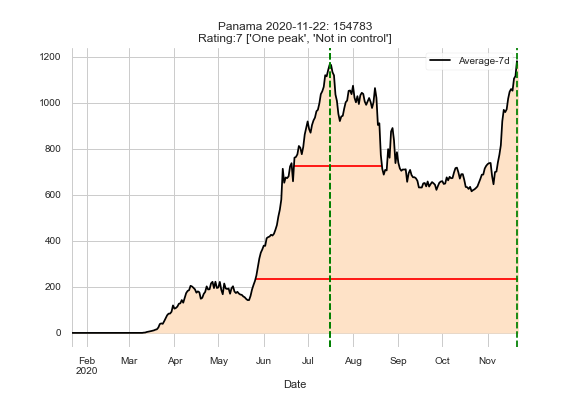 Panama 2020-11-22: 154783
Rating:7 ['One peak', 'Not in control']
Average-7d
1200
1000
800
600
400
200
0
Feb Mar Apr May Jun Jul Aug Sep Oct Nov
2020
Date